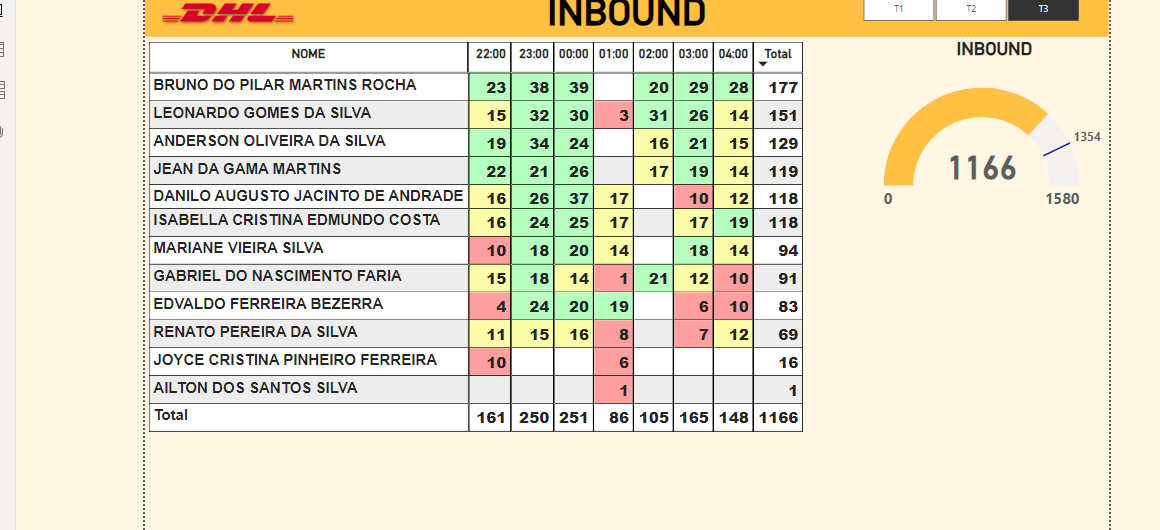 DHL INBOUND T1 T2 T3
NOME 22:00 23:00 00:00 01:00 02:00 03:00 04:00 Total
BRUNO DO PILAR MARTINS ROCHA 23 38 39 20 29 28 177
LEONARDO GOMES DA SILVA 15 32 30 3 31 26 14 151
ANDERSON OLIVEIRA DA SILVA 19 34 24 16 21 15 129
JEAN DA GAMA MARTINS 22 21 26 17 19 14 119
DANILO AUGUSTO JACINTO DE ANDRADE 16 26 37 17 10 12 118
ISABELLA CRISTINA EDMUNDO COSTA 16 24 25 17 17 19 118
MARIANE VIEIRA SILVA 10 18 20 14 18 14 94
GABRIEL DO NASCIMENTO FARIA 15 18 14 1 21 12 10 91
EDVALDO FERREIRA BEZERRA 4 24 20 19 6 10 83
RENATO PEREIRA DA SILVA 11 15 16 8 7 12 69
JOYCE CRISTINA PINHEIRO FERREIRA 10 6 16
AILTON DOS SANTOS SILVA 1 1
Total 161 250 251 86 105 165 148 1166
INBOUND
1354
1166
0 1580